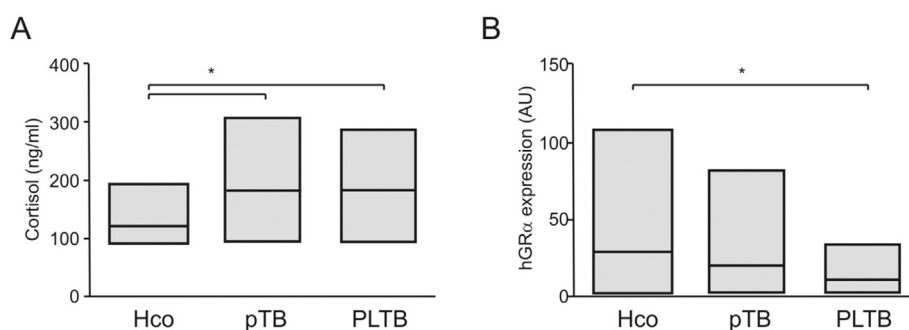 A
Cortisol (ng/ml)
400
300
200
100
0
*
Hco pTB PLTB
B
hGRα expression (AU)
150
100
50
0
*
Hco pTB PLTB